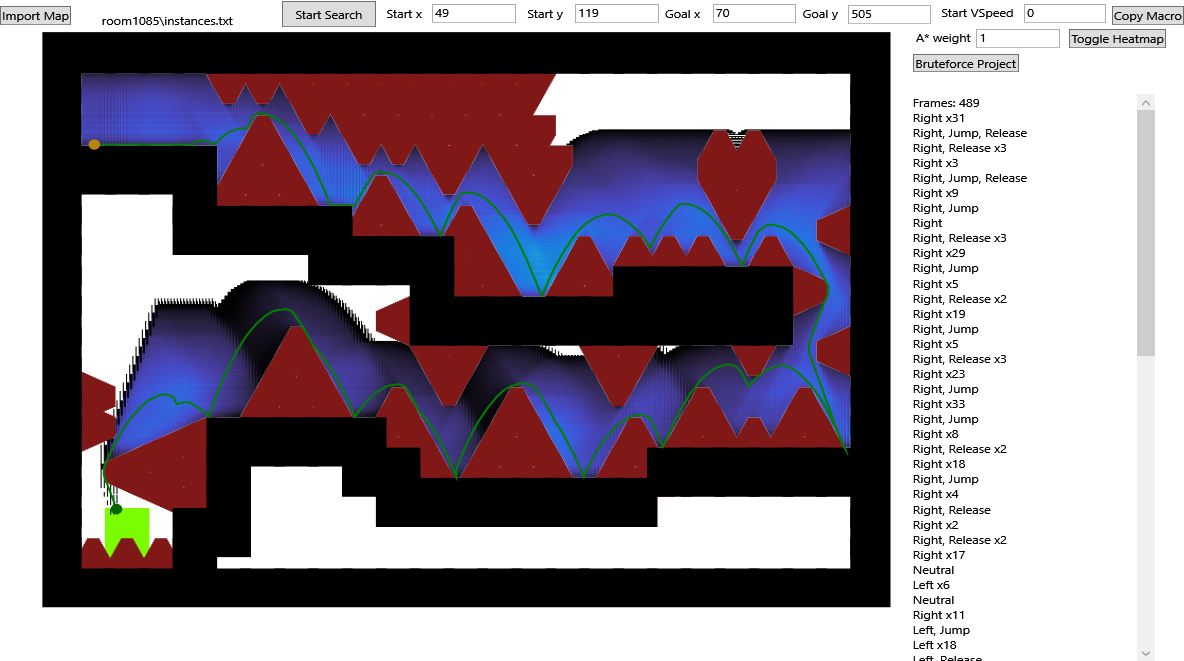 Import Map
room1085\instances.txt
Start Search
Start x 49
Start y 119
Goal x 70
Goal y 505
Start VSpeed 0
Copy Macro
A* weight 1
Toggle Heatmap
Bruteforce Project
Frames: 489
Right x31
Right, Jump, Release
Right, Release x3
Right x3
Right, Jump, Release
Right x9
Right, Jump
Right
Right, Release x3
Right x29
Right, Jump
Right x5
Right, Release x2
Right x19
Right, Jump
Right x5
Right, Release x3
Right x23
Right, Jump
Right x33
Right, Jump
Right x8
Right, Release x2
Right x18
Right, Jump
Right x4
Right, Release
Right x2
Right, Release x2
Right x17
Neutral
Left x6
Neutral
Right x11
Left, Jump
Left x18
Left, Release